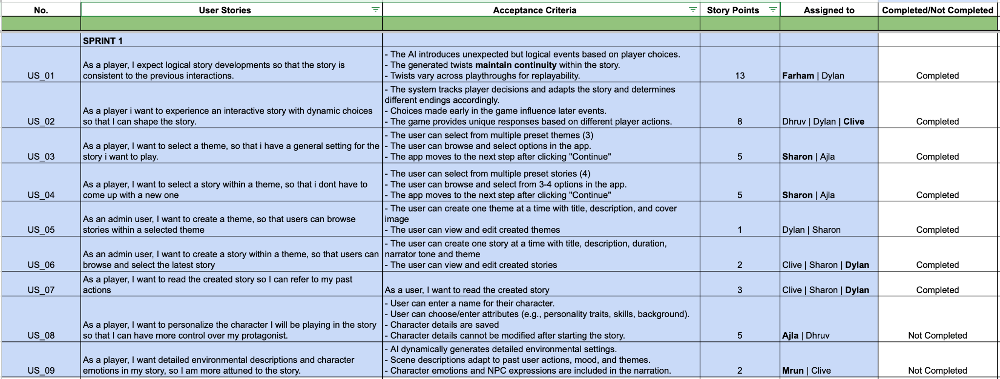 No. User Stories Acceptance Criteria Story Points Assigned to Completed/Not Completed
SPRINT 1
US_01
As a player, I expect logical story developments so that the story is
consistent to the previous interactions.
- The AI introduces unexpected but logical events based on player choices.
- The generated twists maintain continuity within the story.
- Twists vary across playthroughs for replayability.
13
Farham | Dylan
Completed
US_02
As a player i want to experience an interactive story with dynamic choices
so that I can shape the story.
- The system tracks player decisions and adapts the story and determines
different endings accordingly.
- Choices made early in the game influence later events.
- The game provides unique responses based on different player actions.
8
Dhruv | Dylan | Clive
Completed
US_03
As a player, I want to select a theme, so that i have a general setting for the
story i want to play.
- The user can select from multiple preset themes (3)
- The user can browse and select options in the app.
- The app moves to the next step after clicking "Continue"
5
Sharon | Ajla
Completed
US_04
As a player, I want to select a story within a theme, so that i dont have to
come up with a new one
- The user can select from multiple preset stories (4)
- The user can browse and select from 3-4 options in the app.
- The app moves to the next step after clicking "Continue"
5
Sharon | Ajla
Completed
US_05
As an admin user, I want to create a theme, so that users can browse
stories within a selected theme
- The user can create one theme at a time with title, description, and cover
image
- The user can view and edit created themes
1
Dylan | Sharon
Completed
US_06
As an admin user, I want to create a story within a theme, so that users can
browse and select the latest story
- The user can create one story at a time with title, description, duration,
narrator tone and theme
- The user can view and edit created stories
2
Clive | Sharon | Dylan
Completed
US_07
As a player, I want to read the created story so I can refer to my past
actions
As a user, I want to read the created story
3
Clive | Sharon | Dylan
Completed
US_08
As a player, I want to personalize the character I will be playing in the story
so that I can have more control over my protagonist.
- User can enter a name for their character.
- User can choose/enter attributes (e.g., personality traits, skills, background).
- Character details are saved
- Character details cannot be modified after starting the story.
5
Ajla | Dhruv
Not Completed
US_09
As a player, I want detailed environmental descriptions and character
emotions in my story, so I am more attuned to the story.
- AI dynamically generates detailed environmental settings.
- Scene descriptions adapt to past user actions, mood, and themes.
- Character emotions and NPC expressions are included in the narration.
2
Mrun | Clive
Not Completed